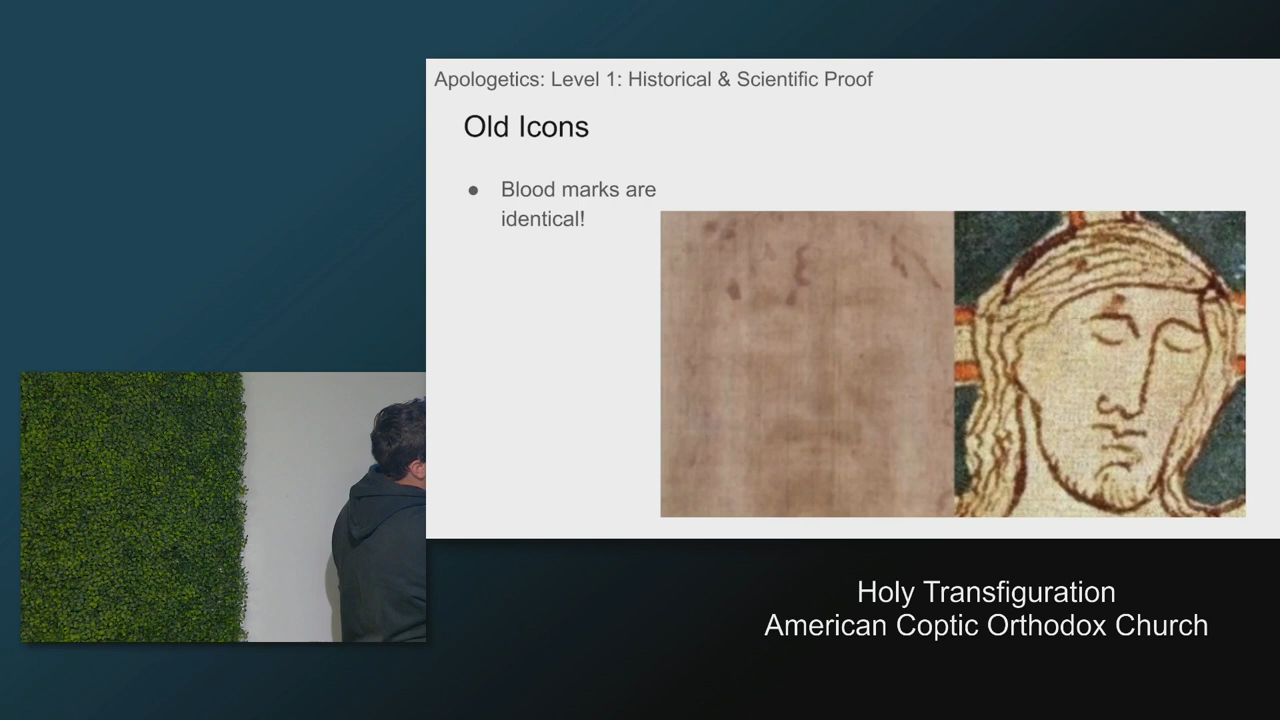 Apologetics: Level 1: Historical & Scientific Proof
Old Icons
● Blood marks are
identical!
Holy Transfiguration
American Coptic Orthodox Church